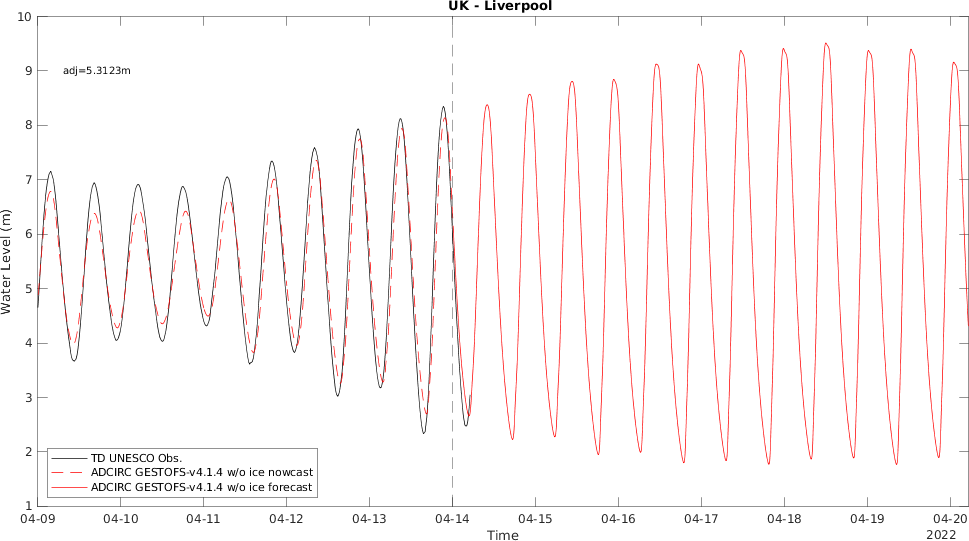 UK - Liverpool
10
9
8
7
6
5
4
3
2
1
Water Level (m)
adj=5.3123m
TD UNESCO Obs.
ADCIRC GESTOFS-v4.1.4 w/o ice nowcast
ADCIRC GESTOFS-v4.1.4 w/o ice forecast
04-09 04-10 04-11 04-12 04-13 04-14 04-15 04-16 04-17 04-18 04-19 04-20
Time
2022